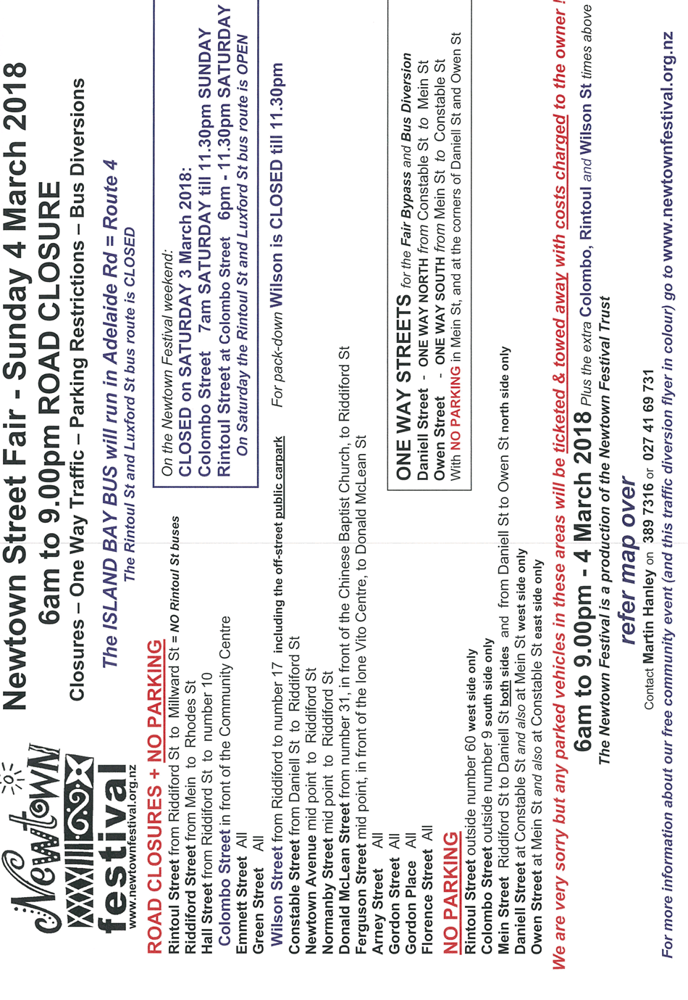 Newtown
festival
www.newtownfestival.org.nz
Newtown Street Fair - Sunday 4 March 2018
6am to 9.00pm ROAD CLOSURE
Closures – One Way Traffic – Parking Restrictions – Bus Diversions
The ISLAND BAY BUS will run in Adelaide Rd = Route 4
The Rintoul St and Luxford St bus route is CLOSED
ROAD CLOSURES + NO PARKING
Rintoul Street from Riddiford St to Millward St = NO Rintoul St buses
Riddiford Street from Mein to Rhodes St
Hall Street from Riddiford St to number 10
Colombo Street in front of the Community Centre
Emmett Street All
Green Street All
On the Newtown Festival weekend:
CLOSED on SATURDAY 3 March 2018:
Colombo Street 7am SATURDAY till 11.30pm SUNDAY
Rintoul Street at Colombo Street 6pm - 11.30pm SATURDAY
On Saturday the Rintoul St and Luxford St bus route is OPEN
Wilson Street from Riddiford to number 17 including the off-street public carpark For pack-down Wilson is CLOSED till 11.30pm
Constable Street from Daniell St to Riddiford St
Newtown Avenue mid point to Riddiford St
Normanby Street mid point to Riddiford St
Donald McLean Street from number 31, in front of the Chinese Baptist Church, to Riddiford St
Ferguson Street mid point, in front of the Ione Vito Centre, to Donald McLean St
Arney Street All
Gordon Street All
Gordon Place All
Florence Street All
ONE WAY STREETS for the Fair Bypass and Bus Diversion
Daniell Street - ONE WAY NORTH from Constable St to Mein St
Owen Street - ONE WAY SOUTH from Mein St to Constable St
With NO PARKING in Mein St, and at the corners of Daniell St and Owen St
NO PARKING
Rintoul Street outside number 60 west side only
Colombo Street outside number 9 south side only
Mein Street Riddiford St to Daniell St both sides and from Daniell St to Owen St north side only
Daniell Street at Constable St and also at Mein St west side only
Owen Street at Mein St and also at Constable St east side only
We are very sorry but any parked vehicles in these areas will be ticketed & towed away with costs charged to the owner !
6am to 9.00pm - 4 March 2018 Plus the extra Colombo, Rintoul and Wilson St times above
The Newtown Festival is a production of the Newtown Festival Trust
refer map over
Contact Martin Hanley on 389 7316 or 027 41 69 731
For more information about our free community event (and this traffic diversion flyer in colour) go to www.newtownfestival.org.nz